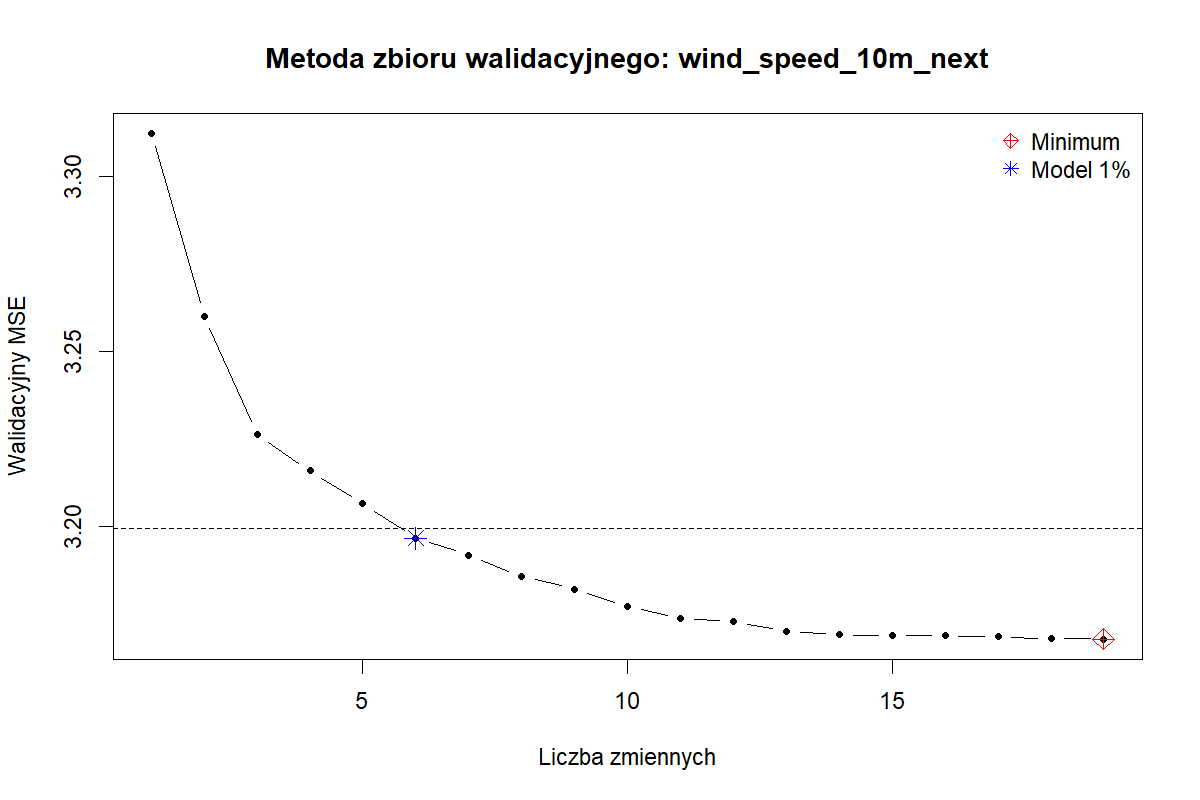 Metoda zbioru walidacyjnego: wind_speed_10m_next
Minimum
Model 1%
3.30
3.25
3.20
Walidacyjny MSE
5
10
15
Liczba zmiennych